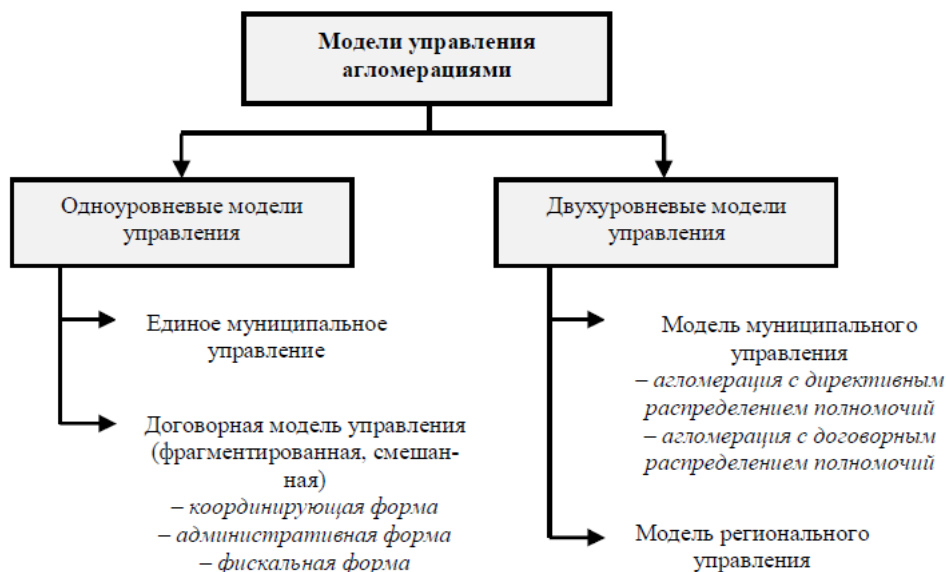 Модели управления
агломерациями
Одноуровневые модели
управления
Единое муниципальное
управление
Договорная модель управления
(фрагментированная, смешан-
ная)
– координирующая форма
– административная форма
– фискальная форма
Двухуровневые модели
управления
Модель муниципального
управления
– агломерация с директивным
распределением полномочий
– агломерация с договорным
распределением полномочий
Модель регионального
управления